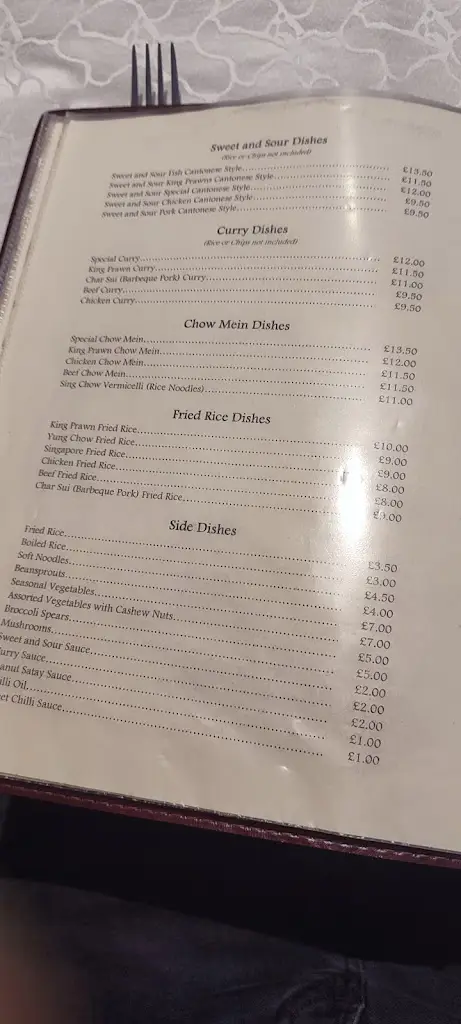 Sweet and Sour Dishes
(Rice or Chips not included)
Sweet and Sour Fish Cantonese Style £13.50
Sweet and Sour King Prawns Cantonese Style £11.50
Sweet and Sour Special Cantonese Style £12.00
Sweet and Sour Chicken Cantonese Style £9.50
Sweet and Sour Pork Cantonese Style £9.50
Curry Dishes
(Rice or Chips not included)
Special Curry £12.00
King Prawn Curry £11.50
Char Sui (Barbeque Pork) Curry £11.00
Beef Curry £9.50
Chicken Curry £9.50
Chow Mein Dishes
Special Chow Mein £13.50
King Prawn Chow Mein £12.00
Chicken Chow Mein £11.50
Beef Chow Mein £11.50
Sing Chow Vermicelli (Rice Noodles) £11.00
Fried Rice Dishes
King Prawn Fried Rice £10.00
Yung Chow Fried Rice £9.00
Singapore Fried Rice £9.00
Chicken Fried Rice £8.00
Beef Fried Rice £8.00
Char Sui (Barbeque Pork) Fried Rice £9.00
Side Dishes
Fried Rice £3.50
Boiled Rice £3.00
Soft Noodles £4.50
Beansprouts £4.00
Seasonal Vegetables £7.00
Assorted Vegetables with Cashew Nuts £7.00
Broccoli Spears £5.00
Mushrooms £5.00
Sweet and Sour Sauce £2.00
urry Sauce £2.00
anut Satay Sauce £2.00
illi Oil £1.00
et Chilli Sauce £1.00